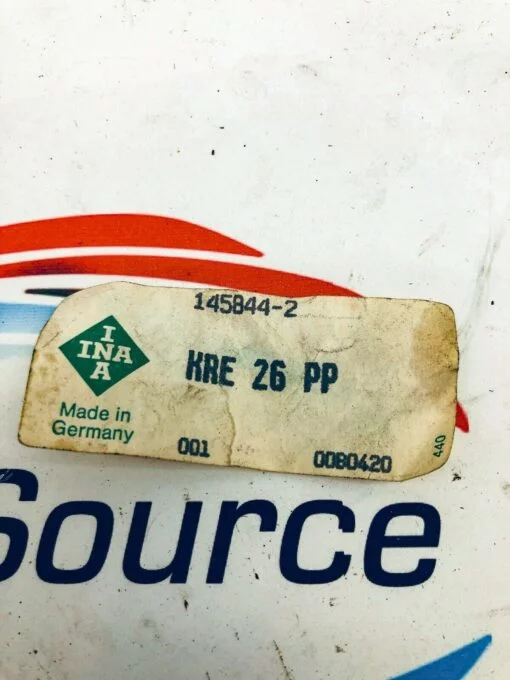 145844-2
I
INA
A
KRE 26 PP
Made in
Germany
001
0080420
440
Source